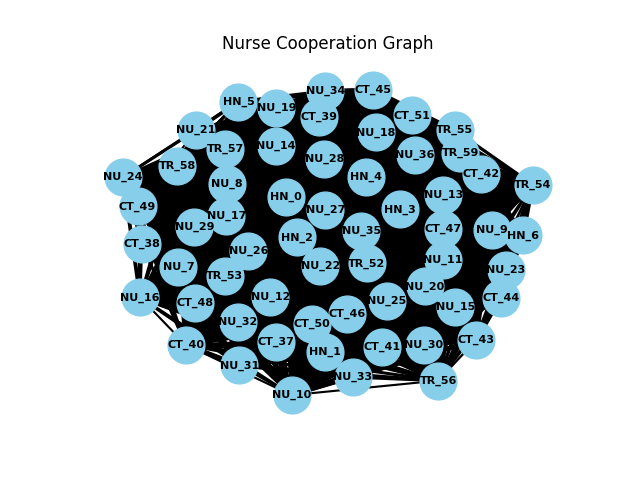 Nurse Cooperation Graph
NU_34
CT_45
HN_5
NU_19
CT_39
CT_51
NU_21
NU_18
TR_55
NU_14
TR_57
TR_58
NU_28
NU_36
TR_59
NU_24
HN_4
CT_42
NU_8
TR_54
HN_0
NU_13
CT_49
NU_17
NU_27
HN_3
NU_29
HN_2
NU_35
CT_47
NU_9
HN_6
CT_38
NU_26
NU_7
TR_53
NU_22
TR_52
NU_11
NU_23
NU_16
CT_48
NU_12
NU_25
NU_20
CT_44
NU_15
NU_32
CT_50
CT_46
CT_40
CT_37
HN_1
CT_41
NU_30
CT_43
NU_31
NU_33
TR_56
NU_10